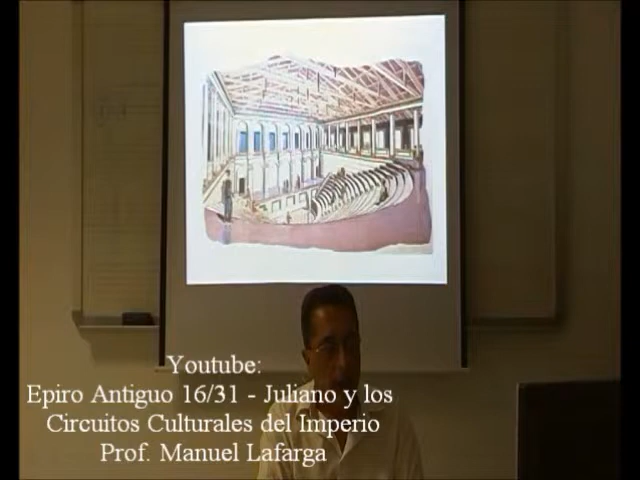 Youtube:
Epiro Antiguo 16/31 - Juliano y los
Circuitos Culturales del Imperio
Prof. Manuel Lafarga